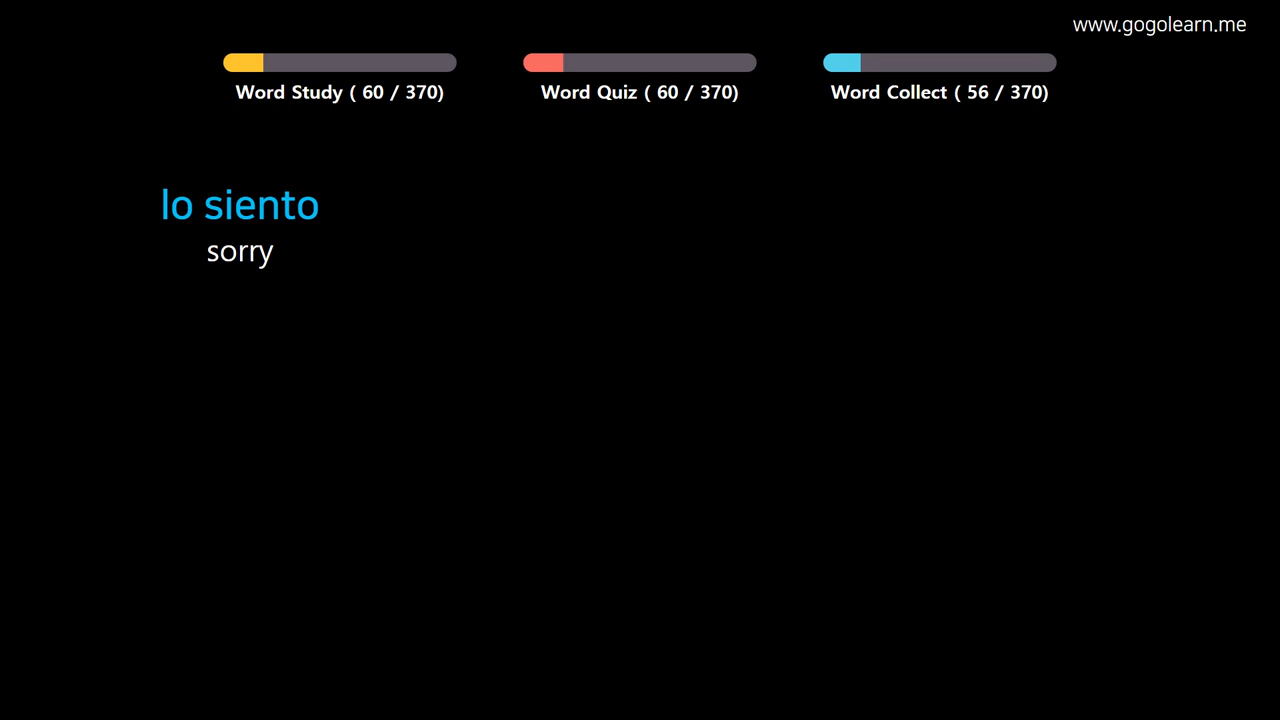 www.gogolearn.me
Word Study ( 60 / 370)
Word Quiz ( 60 / 370)
Word Collect ( 56 / 370)
lo siento
sorry